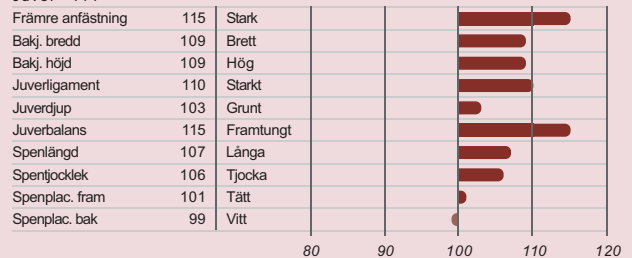 Främre anfästning 115 Stark
Bakj. bredd 109 Brett
Bakj. höjd 109 Hög
Juverligament 110 Starkt
Juverdjup 103 Grunt
Juverbalans 115 Framtungt
Spenlängd 107 Långa
Spentjocklek 106 Tjocka
Spenplac. fram 101 Tätt
Spenplac. bak 99 Vitt
80 90 100 110 120